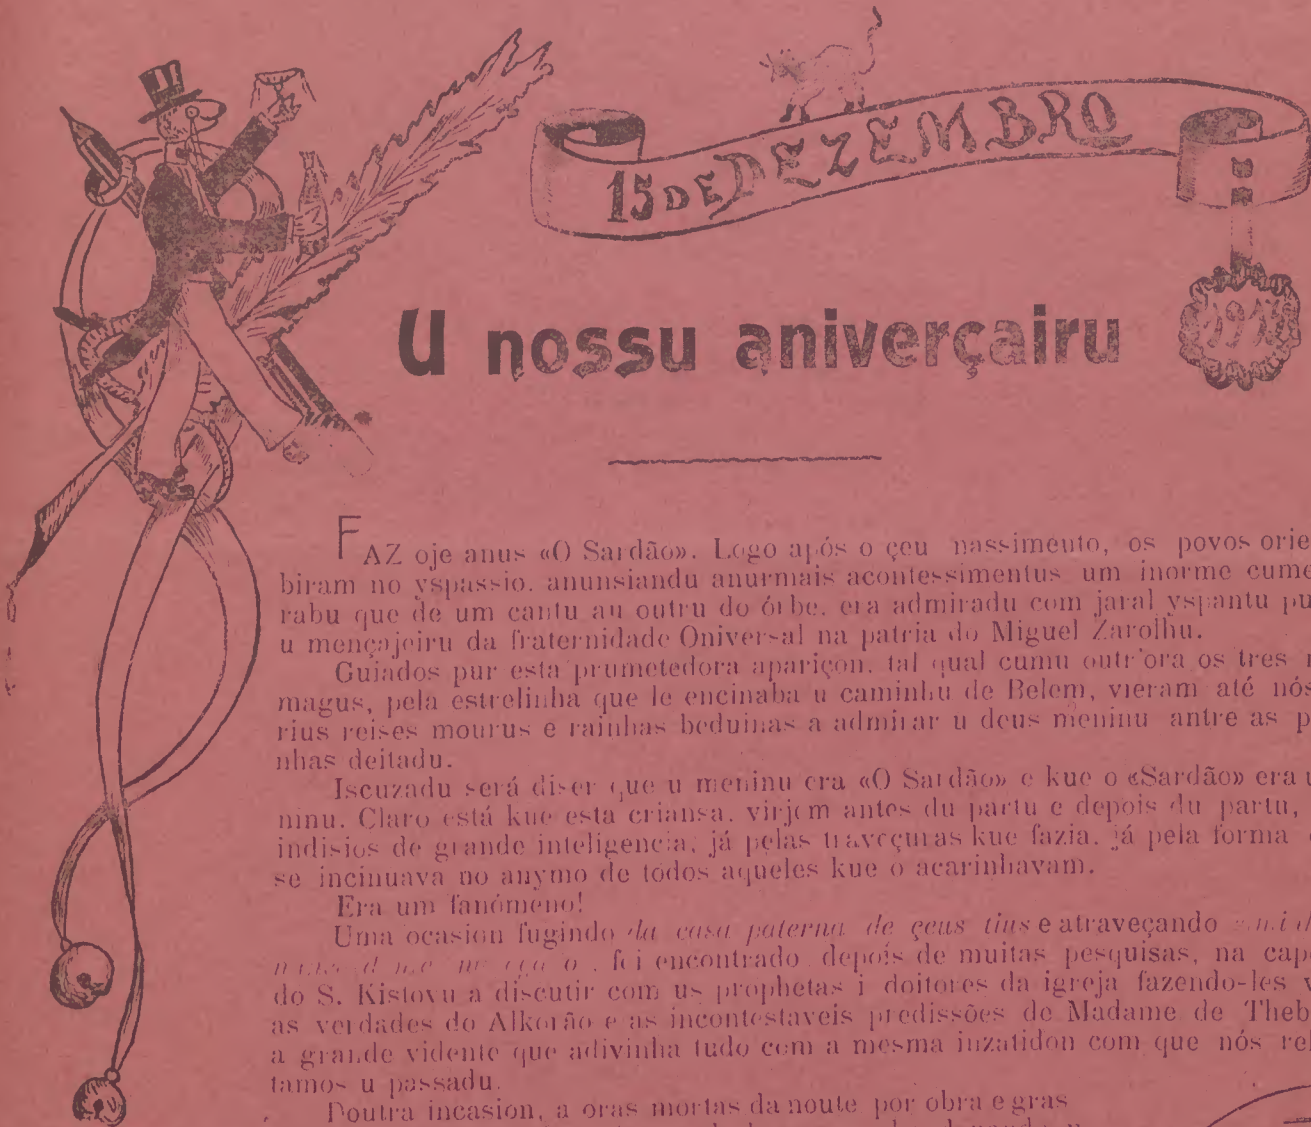 15 DE DEZEMBRO
U nossu aniverçairu
FAZ oje anus «O Sardão». Logo após o çeu nassimento, os povos orie
biram no yspassio. anunsiandu anurmais acontessimentus um inorme cume
rabu que de um cantu au outru do órbe. era admiradu com jaral yspantu pu
u mençajeiru da fraternidade Oniversal na patria do Miguel Zarolhu.
Guiados pur esta prumetedora apariçon. tal qual cumu outr'ora os tres
magus, pela estrelinha que le encinaba u caminhu de Belem, vieram até nós
rius reises mourus e rainhas beduinas a admirar u deus meninu antre as p
nhas deitadu.
Iscuzadu será diser que u meninu era «O Sardão» e kue o «Sardão» era u
ninu. Claro está kue esta criansa. virjem antes du partu e depois du partu,
indisios de grande inteligencia; já pelas traveçuras kue fazia. já pela forma
se incinuava no anymo de todos aqueles kue o acarinhavam.
Era um fanómeno!
Uma ocasion fugindo da casa paterna de çeus tius e atraveçando
fci encontrado depois de muitas pesquisas, na cap
do S. Kistovu a discutir com us prophetas i doitores da igreja fazendo-les v
as verdades do Alkorão e as incontestaveis predissões de Madame de Theb
a grande vidente que adivinha tudo com a mesma inzatidon com que nós rel
tamos u passadu.
Doutra incasion, a oras mortas da noute por obra e gras